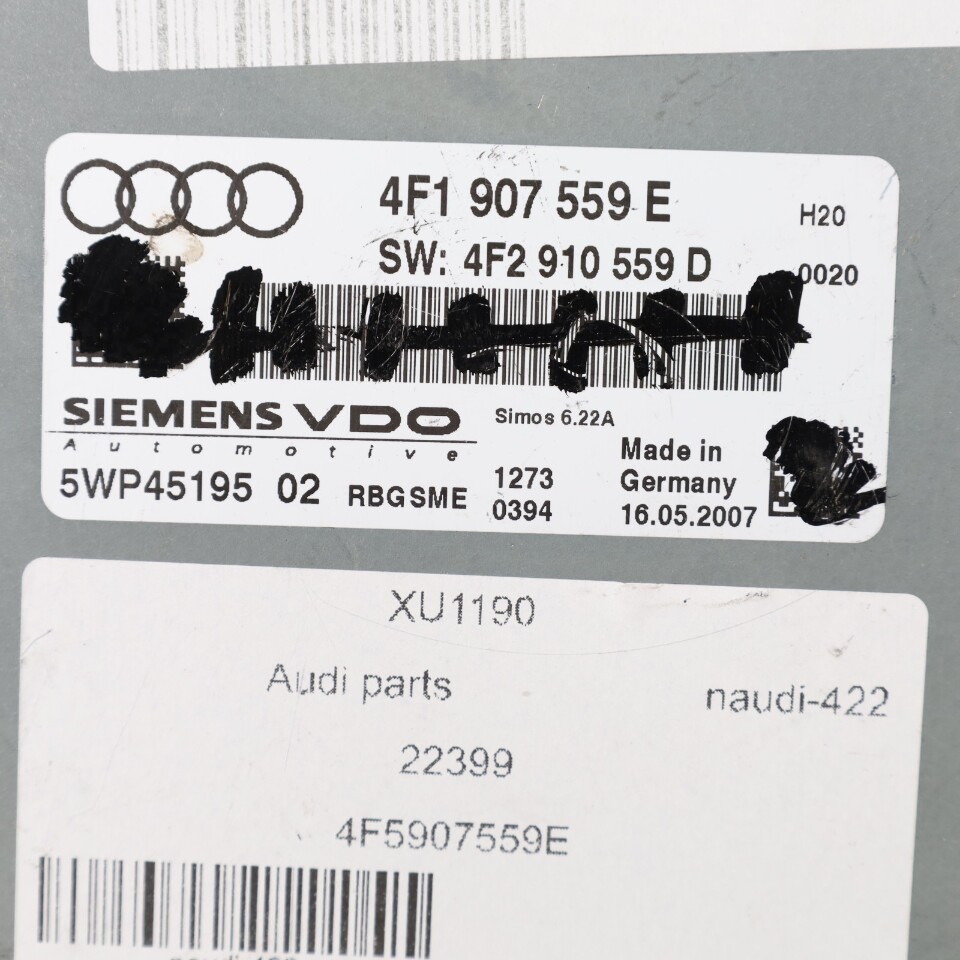 4F1 907 559 E
H20
SW: 4F2 910 559 D
0020
SIEMENS VDO
Automotive
Simos 6.22A
5WP45195 02
RBGSME
1273
0394
Made in
Germany
16.05.2007
XU1190
Audi parts
naudi-422
22399
4F5907559E